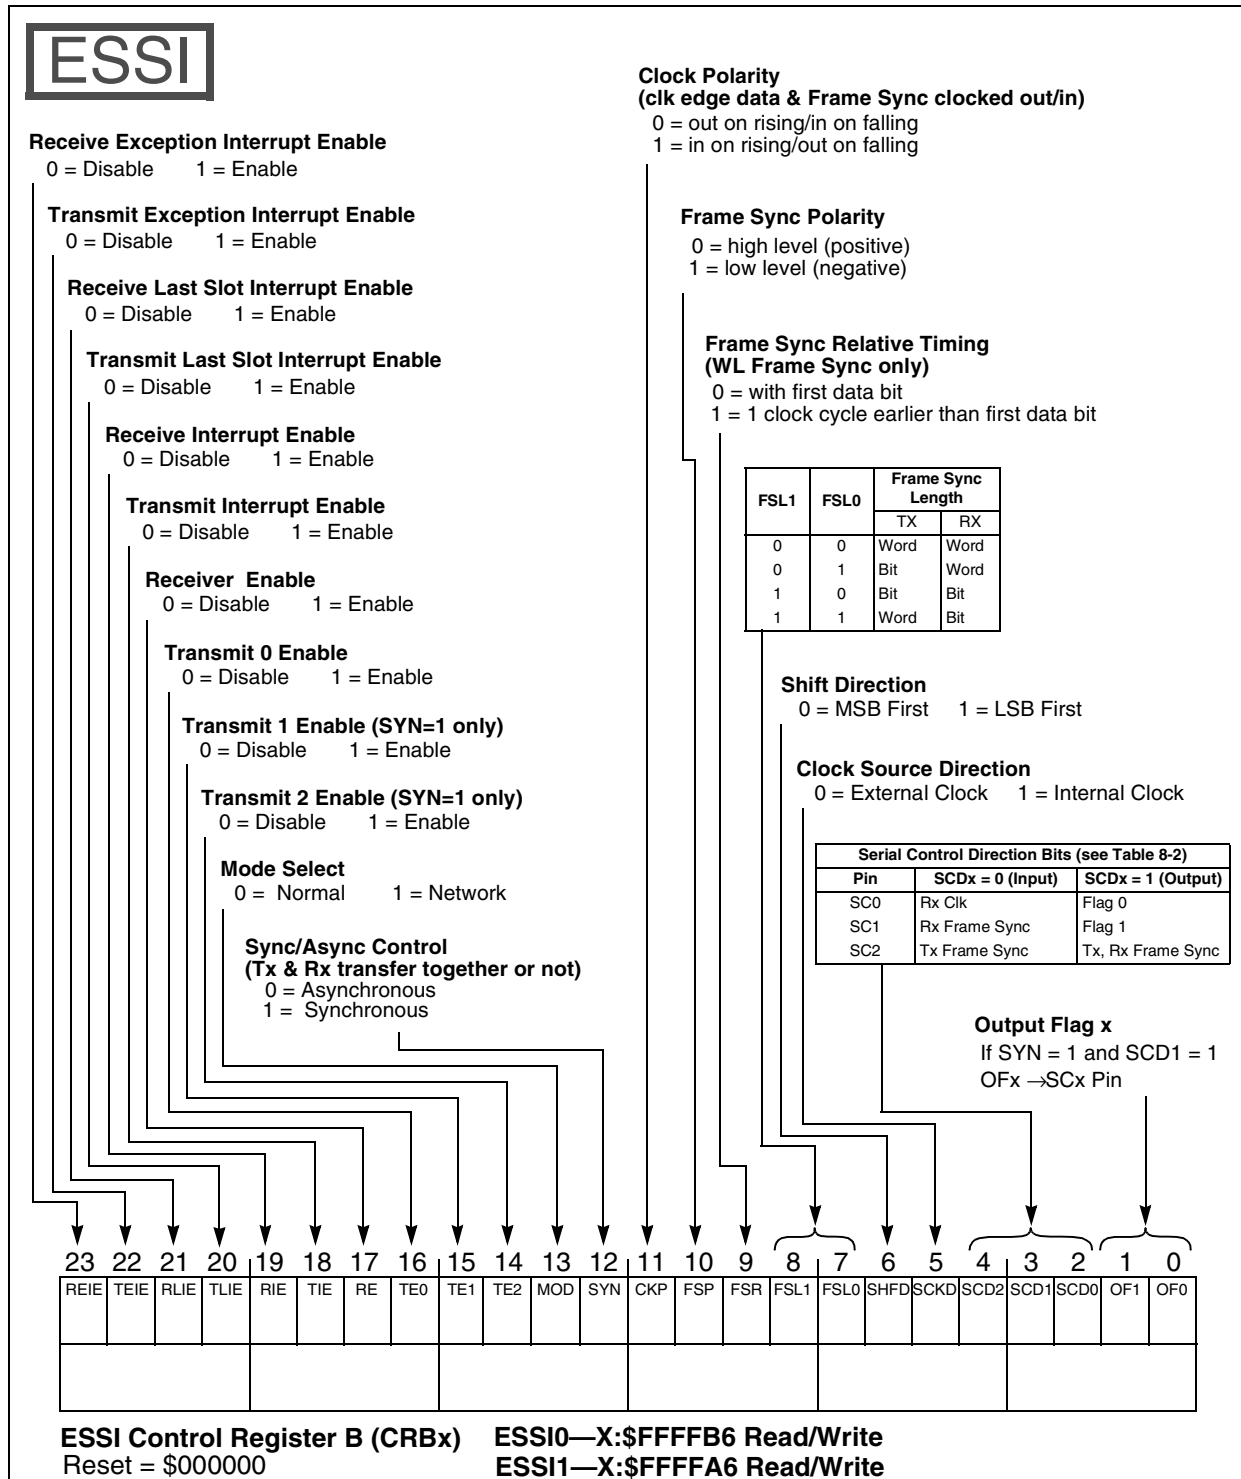 ESSI
Receive Exception Interrupt Enable
0 = Disable 1 = Enable
Transmit Exception Interrupt Enable
0 = Disable 1 = Enable
Receive Last Slot Interrupt Enable
0 = Disable 1 = Enable
Transmit Last Slot Interrupt Enable
0 = Disable 1 = Enable
Receive Interrupt Enable
0 = Disable 1 = Enable
Transmit Interrupt Enable
0 = Disable 1 = Enable
Receiver Enable
0 = Disable 1 = Enable
Transmit 0 Enable
0 = Disable 1 = Enable
Transmit 1 Enable (SYN=1 only)
0 = Disable 1 = Enable
Transmit 2 Enable (SYN=1 only)
0 = Disable 1 = Enable
Mode Select
0 = Normal 1 = Network
Sync/Async Control
(Tx & Rx transfer together or not)
0 = Asynchronous
1 = Synchronous
Clock Polarity
(clk edge data & Frame Sync clocked out/in)
0 = out on rising/in on falling
1 = in on rising/out on falling
Frame Sync Polarity
0 = high level (positive)
1 = low level (negative)
Frame Sync Relative Timing
(WL Frame Sync only)
0 = with first data bit
1 = 1 clock cycle earlier than first data bit
FSL1 FSL0 Frame Sync
Length
TX RX
0 0 Word Word
0 1 Bit Word
1 0 Bit Bit
1 1 Word Bit
Shift Direction
0 = MSB First 1 = LSB First
Clock Source Direction
0 = External Clock 1 = Internal Clock
Serial Control Direction Bits (see Table 8-2)
Pin SCDx = 0 (Input) SCDx = 1 (Output)
SC0 Rx Clk Flag 0
SC1 Rx Frame Sync Flag 1
SC2 Tx Frame Sync Tx, Rx Frame Sync
Output Flag x
If SYN = 1 and SCD1 = 1
OFx →SCx Pin
23 22 21 20 19 18 17 16 15 14 13 12 11 10 9 8 7 6 5 4 3 2 1 0
REIE TEIE RLIE TLIE RIE TIE RE TE0 TE1 TE2 MOD SYN CKP FSP FSR FSL1 FSL0 SHFD SCKD SCD2 SCD1 SCD0 OF1 OF0
ESSI Control Register B (CRBx) ESSI0—X:$FFFFB6 Read/Write
Reset = $000000 ESSI1—X:$FFFFA6 Read/Write